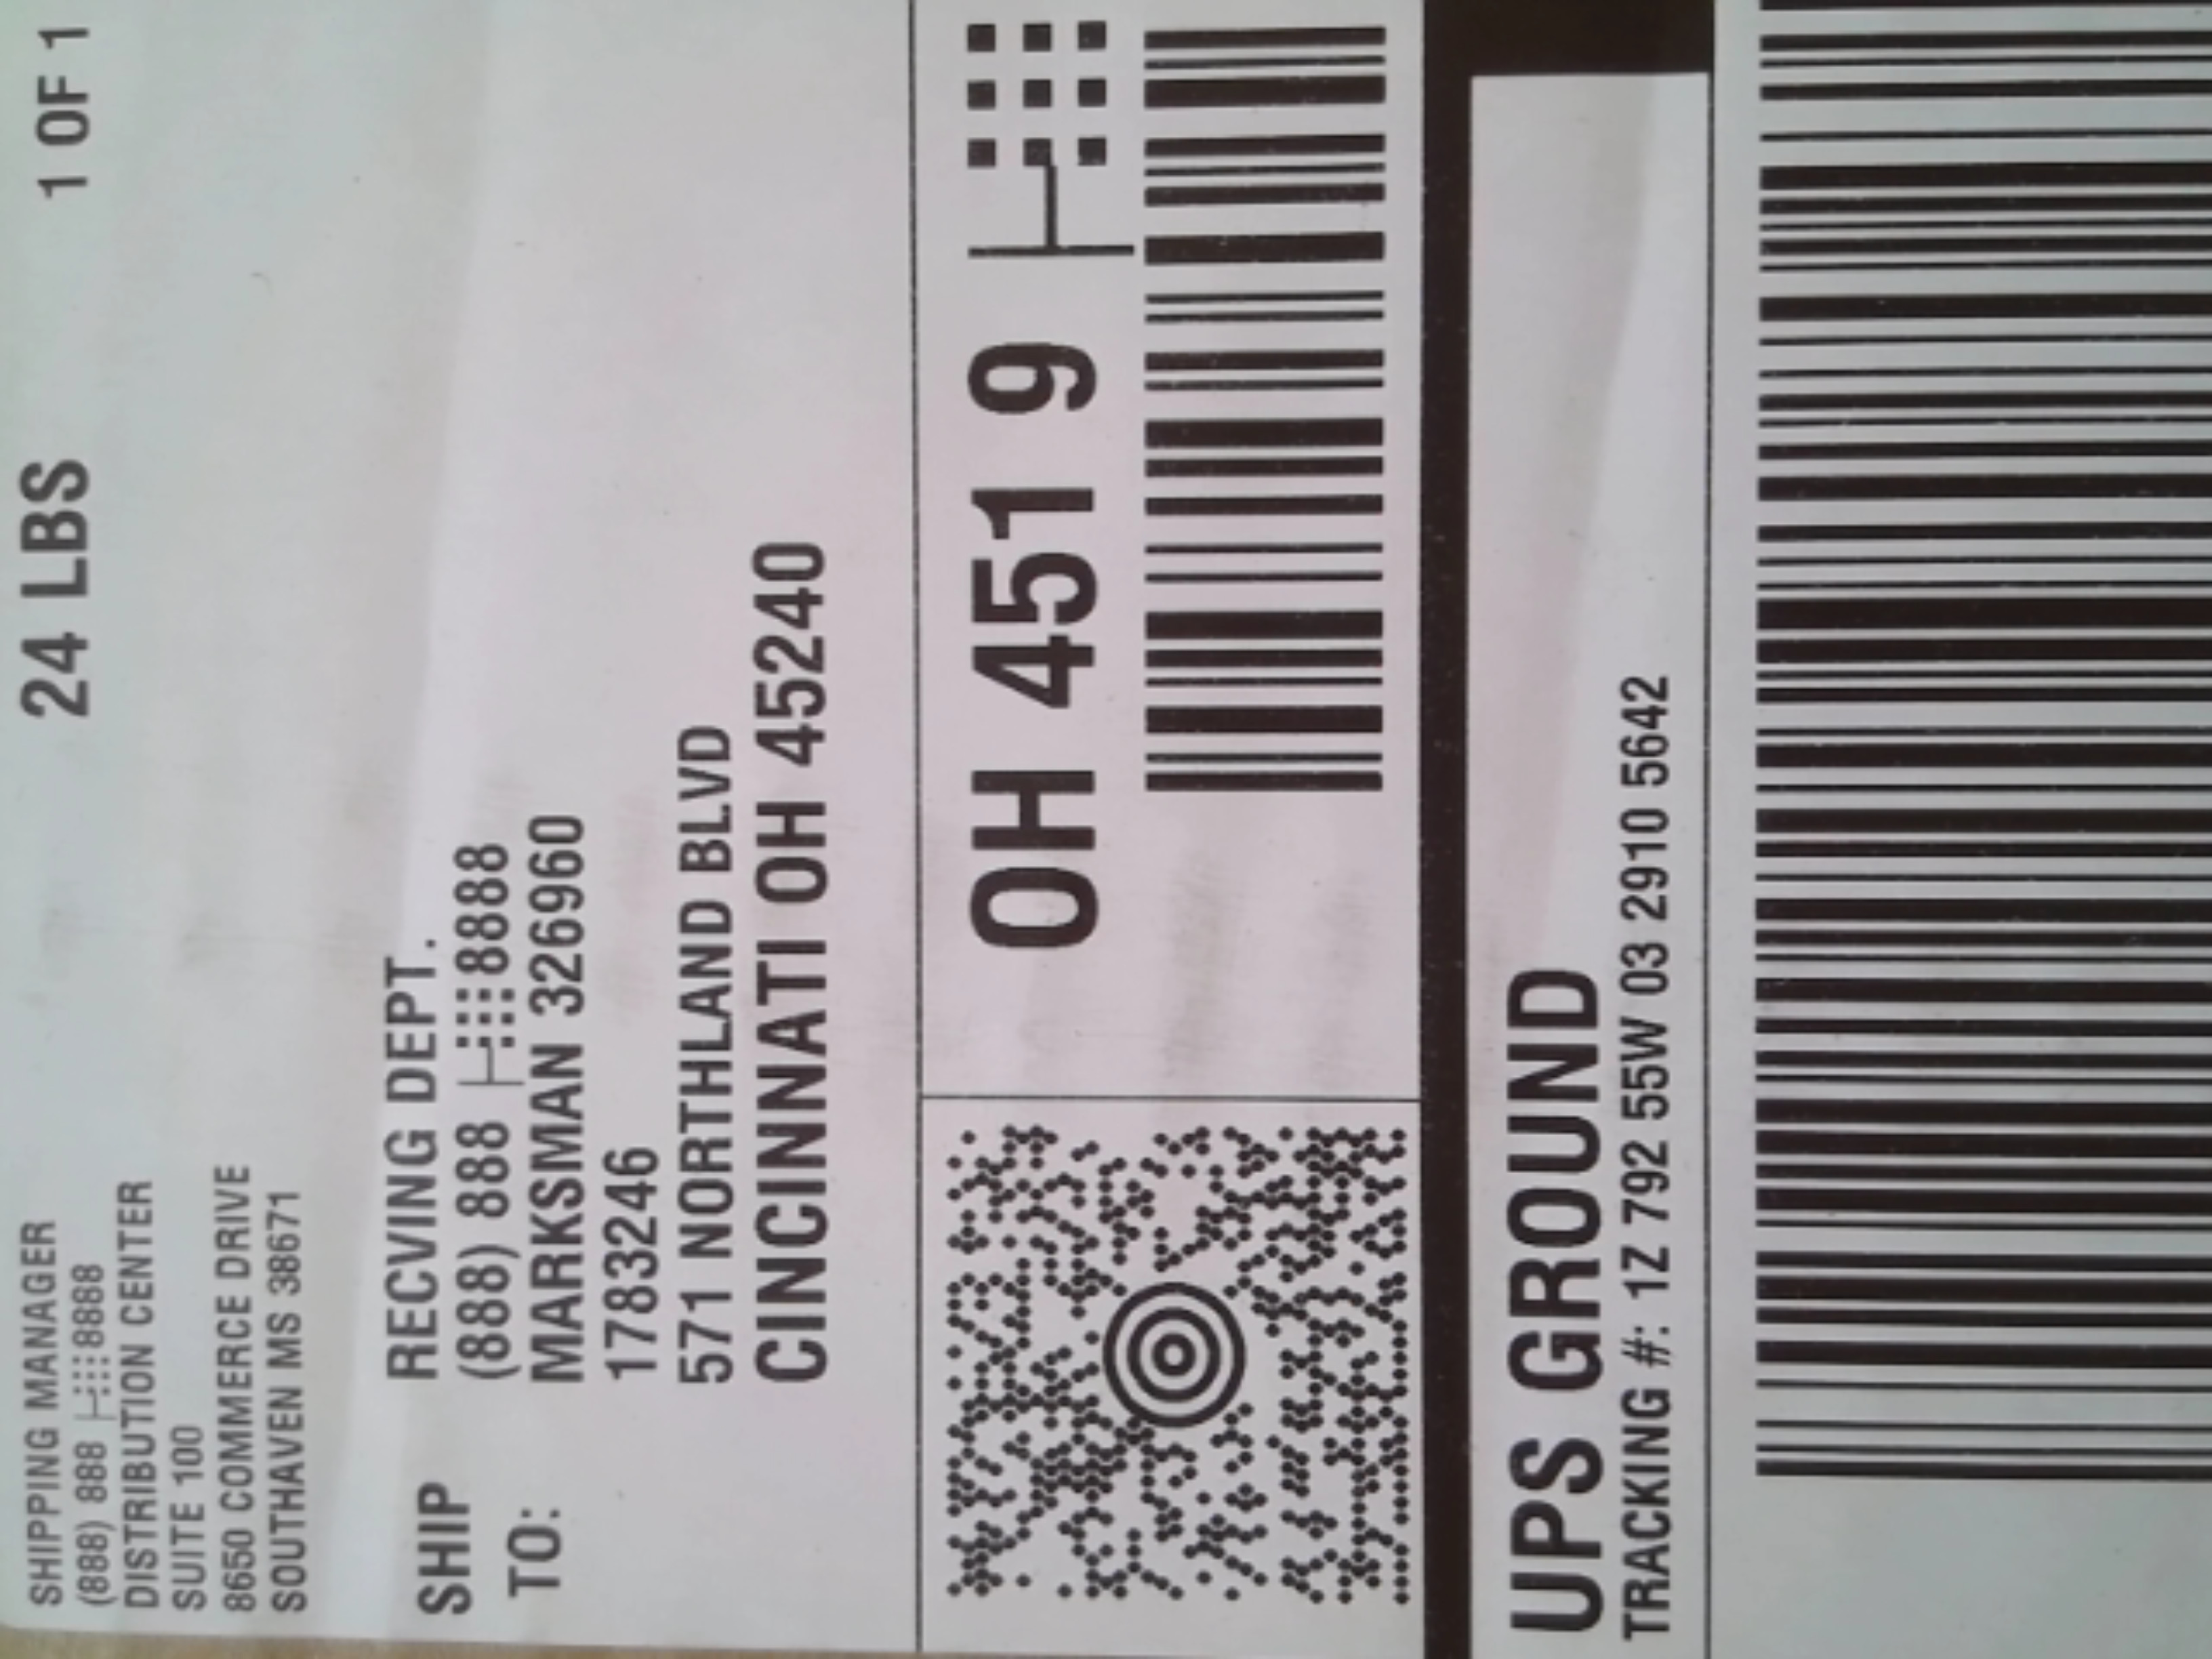 SHIPPING MANAGER
(888) 888 8888
DISTRIBUTION CENTER
SUITE 100
8650 COMMERCE DRIVE
SOUTHAVEN MS 38671
24 LBS
1 OF 1
SHIP TO:
RECVING DEPT.
(888) 888 8888
MARKSMAN 326960
1783246
571 NORTHLAND BLVD
CINCINNATI OH 45240
OH 451 9
UPS GROUND
TRACKING #: 1Z 792 55W 03 2910 5642